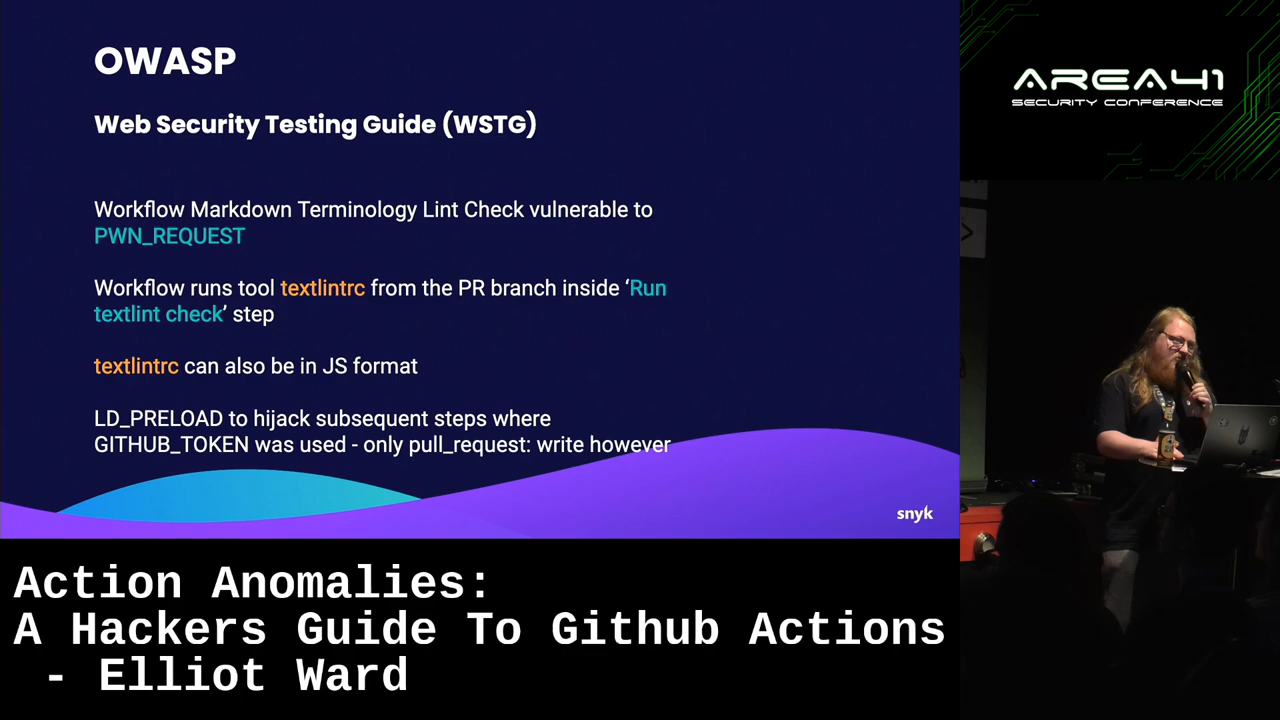 OWASP
Web Security Testing Guide (WSTG)
Workflow Markdown Terminology Lint Check vulnerable to
PWN_REQUEST
Workflow runs tool textlintrc from the PR branch inside ‘Run
textlint check’ step
textlintrc can also be in JS format
LD_PRELOAD to hijack subsequent steps where
GITHUB_TOKEN was used - only pull_request: write however
snyk
AREA41
SECURITY CONFERENCE
Action Anomalies:
A Hackers Guide To Github Actions
- Elliot Ward